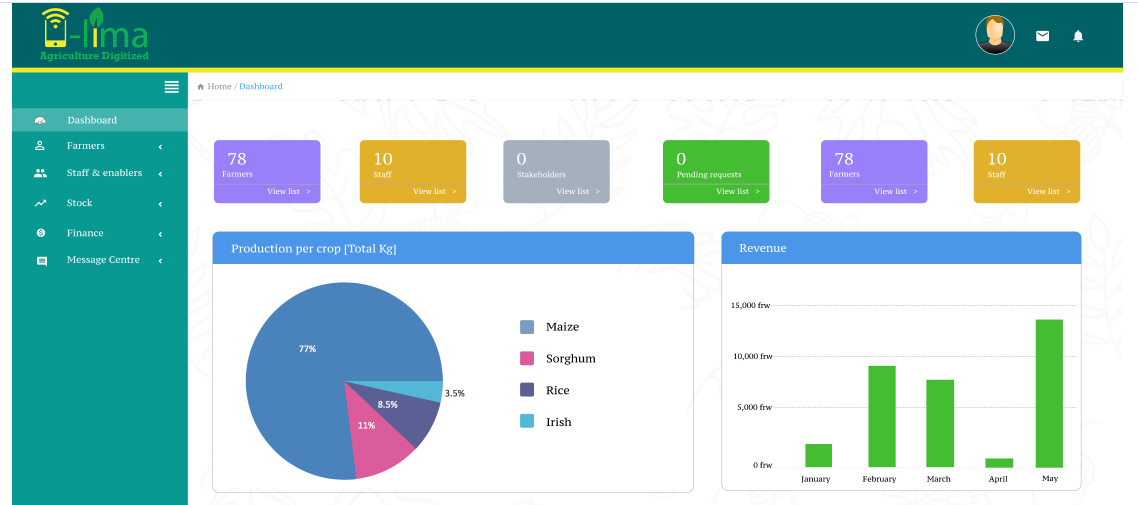 -lima
Agriculture Digitized
Home / Dashboard
Dashboard
Farmers
Staff & enablers
Stock
Finance
Message Centre
78
Farmers
View list >
10
Staff
View list >
0
Stakeholders
View list >
0
Pending requests
View list >
78
Farmers
View list >
10
Staff
View list >
Production per crop [Total Kg]
77%
11%
8.5%
3.5%
Maize
Sorghum
Rice
Irish
Revenue
15,000 frw
10,000 frw
5,000 frw
0 frw
January February March April May